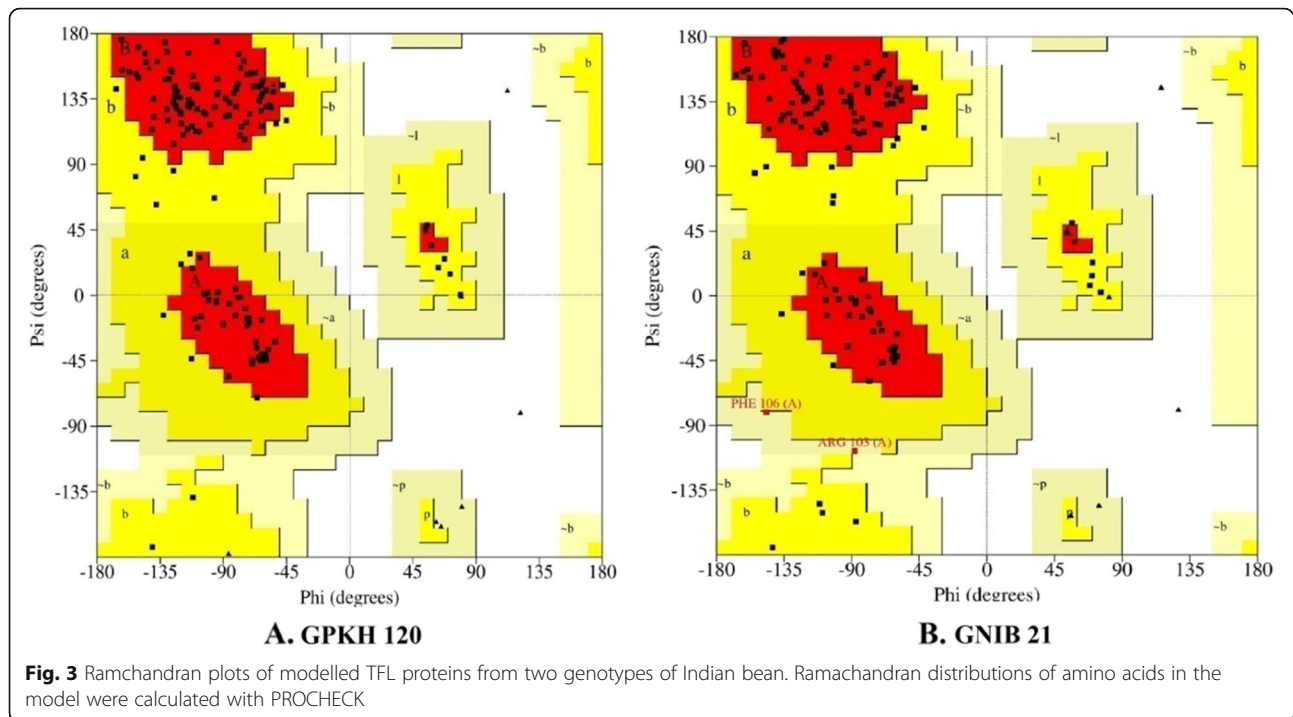 180
135
90
45
0
-45
-90
-135
Psi (degrees)
B
b
~b
~b
b
~l
l
a
A
~a
~b
b
~p
p
~b
-180 -135 -90 -45 0 45 90 135 180
Phi (degrees)
A. GPKH 120
180
135
90
45
0
-45
-90
-135
Psi (degrees)
B
b
~b
~b
b
~l
l
a
A
~a
PHE 106 (A)
ARG 103 (A)
~b
b
~p
p
~b
-180 -135 -90 -45 0 45 90 135 180
Phi (degrees)
B. GNIB 21
Fig. 3 Ramchandran plots of modelled TFL proteins from two genotypes of Indian bean. Ramachandran distributions of amino acids in the
model were calculated with PROCHECK